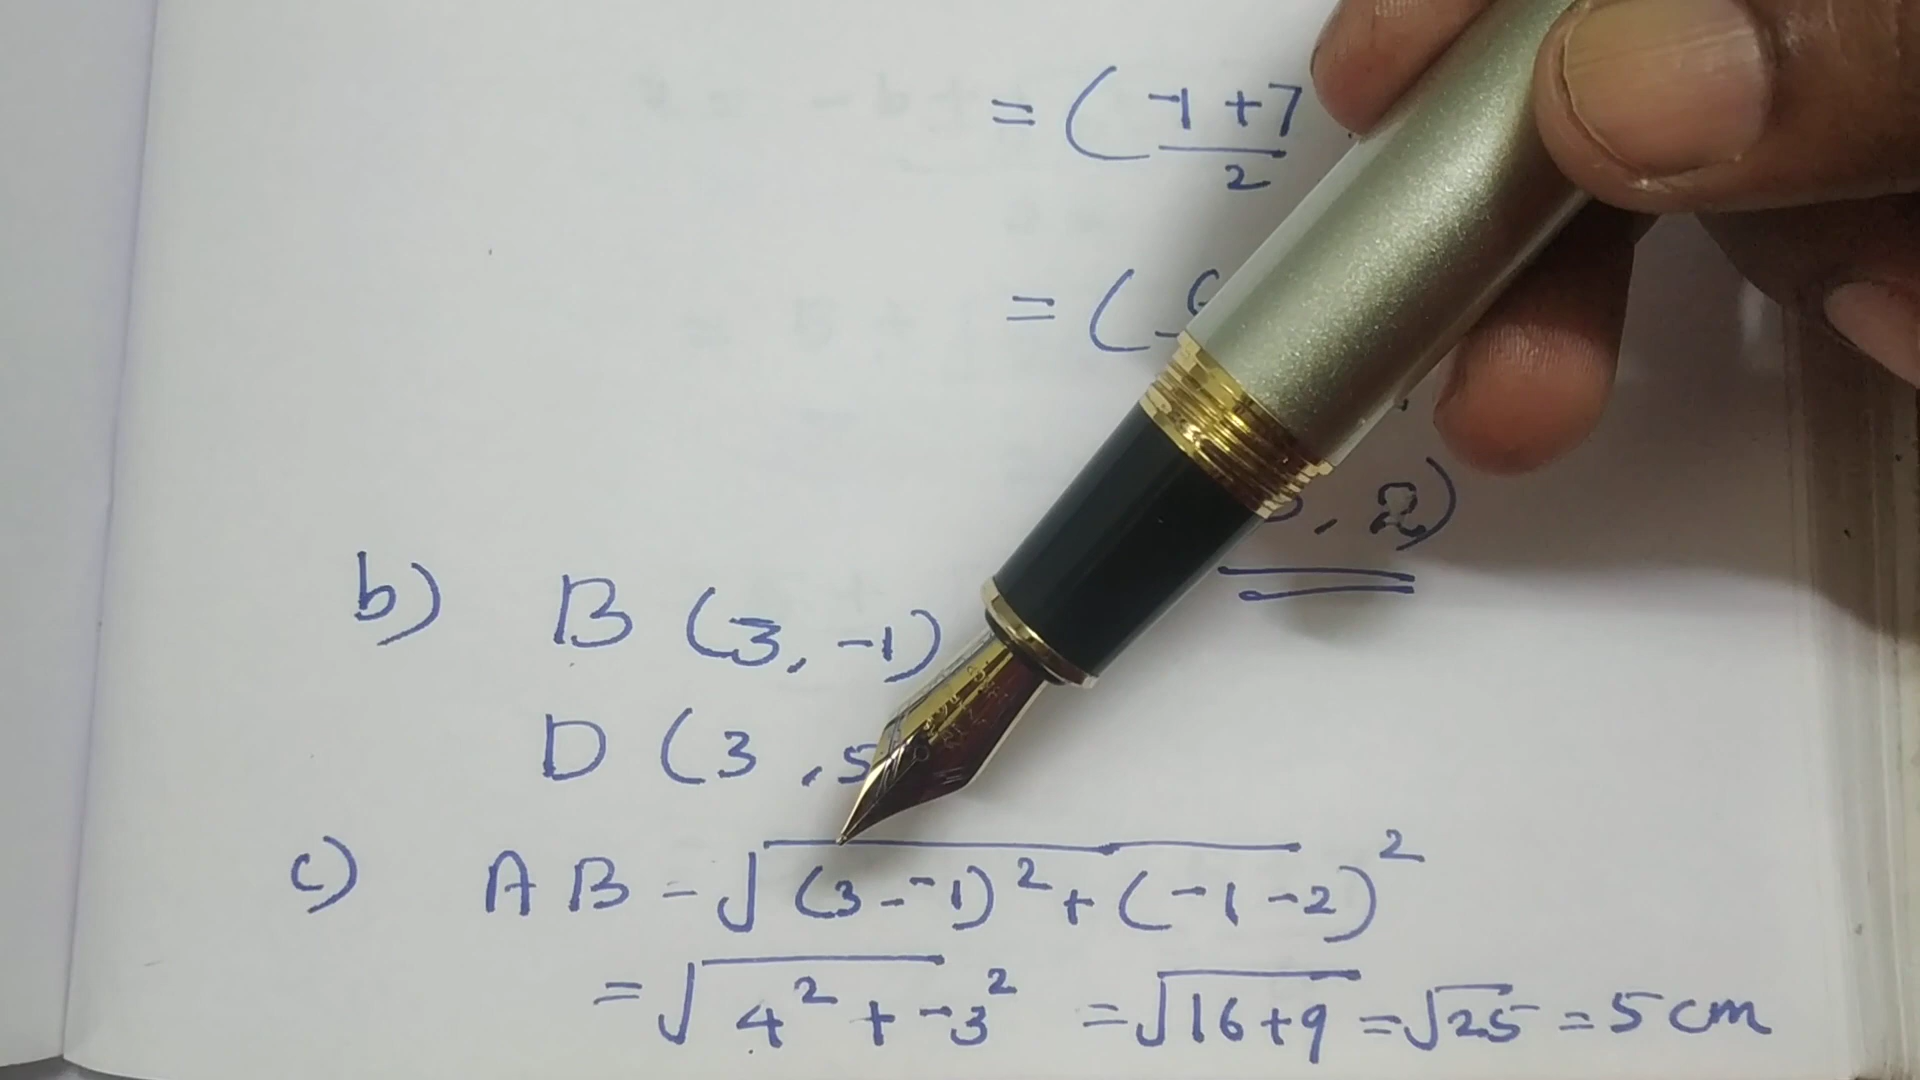 = ( -1 + 7 / 2
= (
, 2)
b) B (3, -1)
D (3 , 5
c) AB = √(3 - -1)² + (-1 - 2)²
= √4² + -3² = √16+9 = √25 = 5 cm